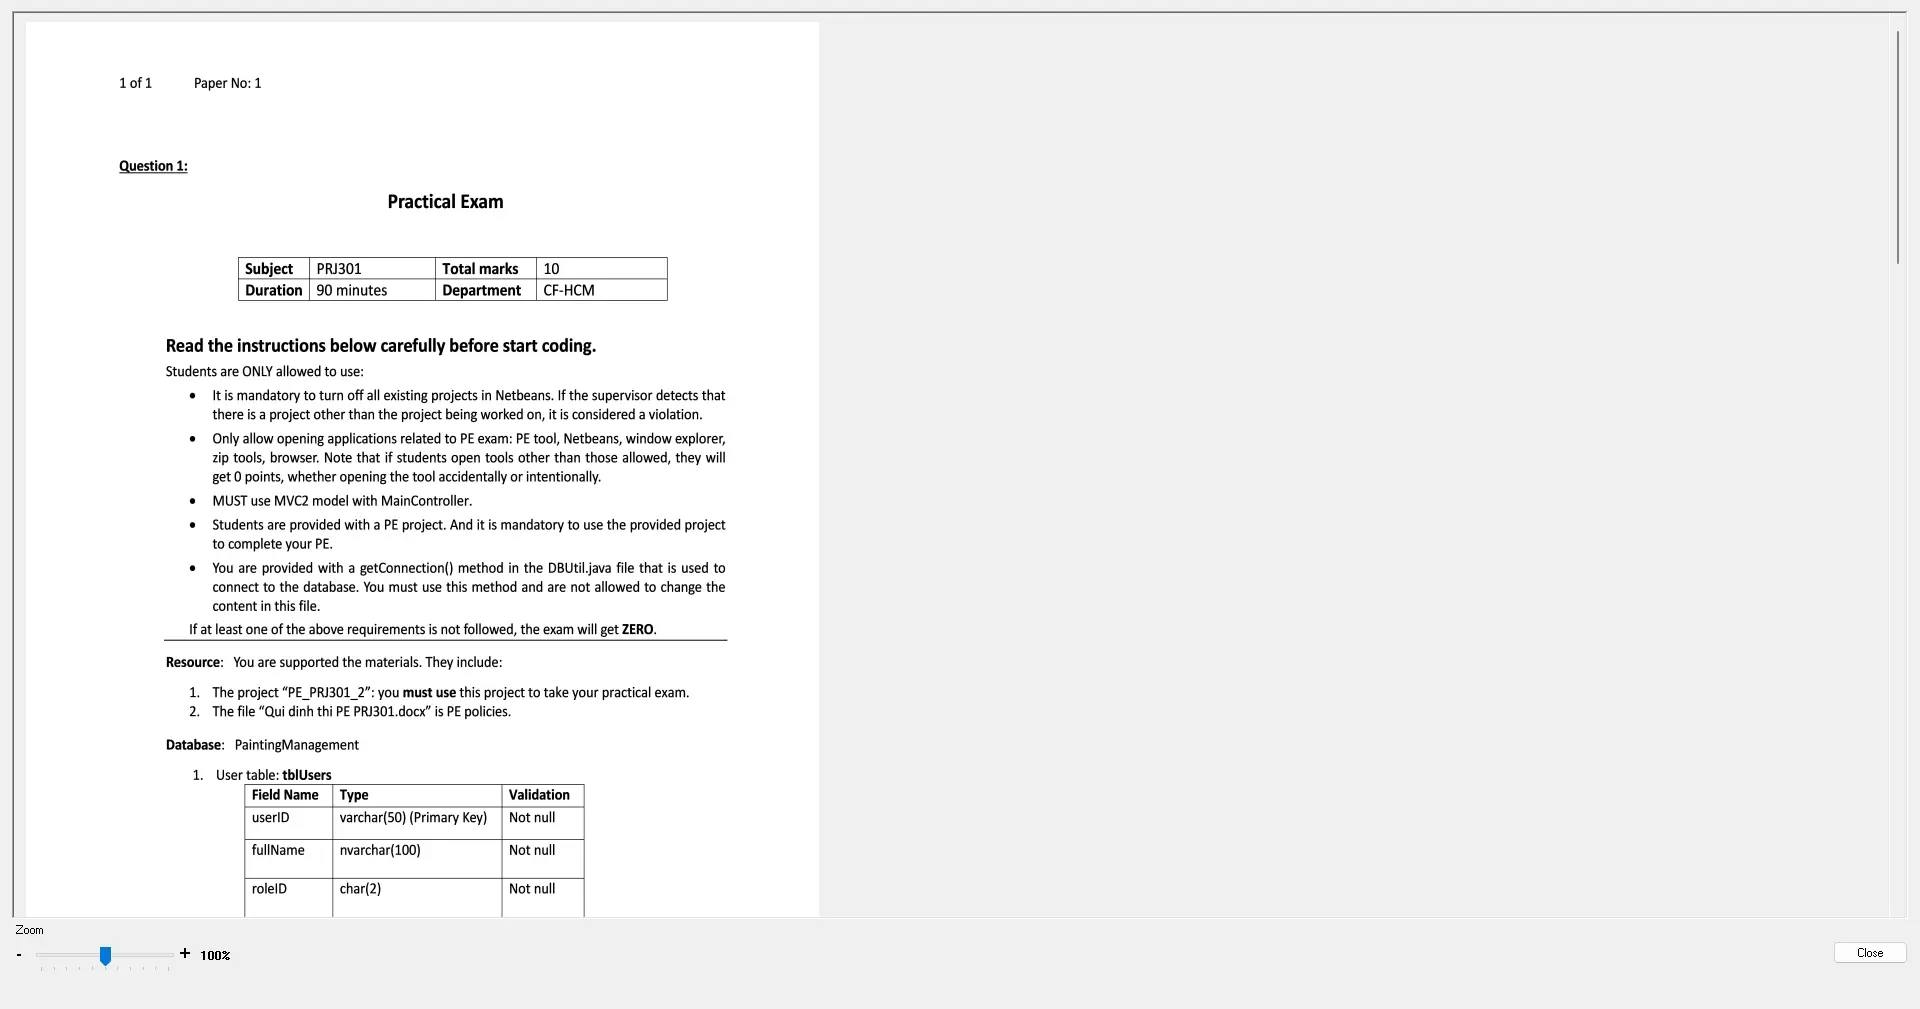 1 of 1 Paper No: 1
Question 1:
Practical Exam
Subject PRJ301 Total marks 10
Duration 90 minutes Department CF-HCM
Read the instructions below carefully before start coding.
Students are ONLY allowed to use:
• It is mandatory to turn off all existing projects in Netbeans. If the supervisor detects that
there is a project other than the project being worked on, it is considered a violation.
• Only allow opening applications related to PE exam: PE tool, Netbeans, window explorer,
zip tools, browser. Note that if students open tools other than those allowed, they will
get 0 points, whether opening the tool accidentally or intentionally.
• MUST use MVC2 model with MainController.
• Students are provided with a PE project. And it is mandatory to use the provided project
to complete your PE.
• You are provided with a getConnection() method in the DBUtil.java file that is used to
connect to the database. You must use this method and are not allowed to change the
content in this file.
If at least one of the above requirements is not followed, the exam will get ZERO.
Resource: You are supported the materials. They include:
1. The project “PE_PRJ301_2”: you must use this project to take your practical exam.
2. The file “Qui dinh thi PE PRJ301.docx” is PE policies.
Database: PaintingManagement
1. User table: tblUsers
Field Name Type Validation
userID varchar(50) (Primary Key) Not null
fullName nvarchar(100) Not null
roleID char(2) Not null
Zoom
- + 100%
Close